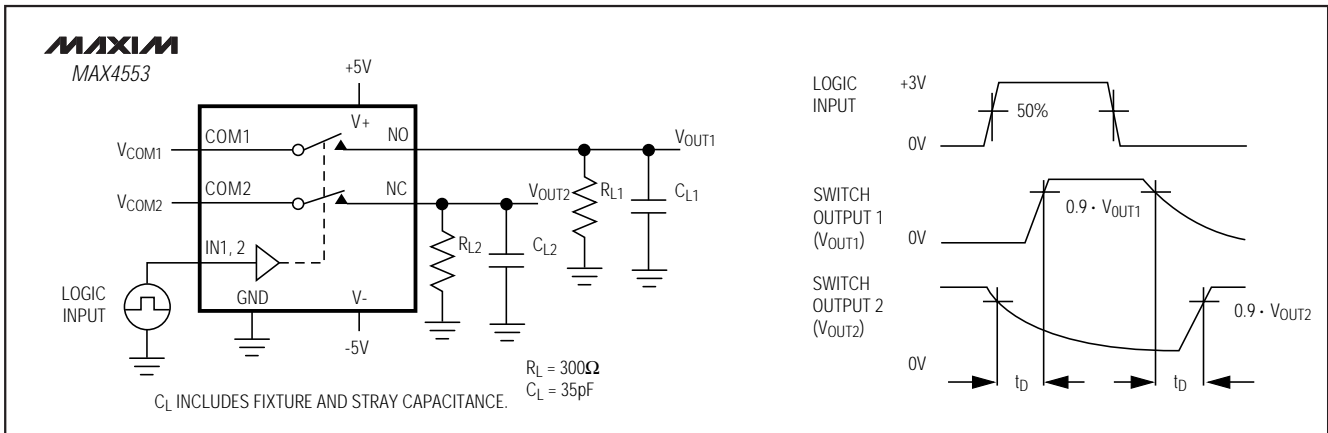 MAXIM
MAX4553
+5V
V+
COM1
NO
VCOM1
VOUT1
COM2
NC
VCOM2
VOUT2
RL1
CL1
RL2
CL2
IN1, 2
LOGIC
INPUT
GND
V-
-5V
RL = 300Ω
CL = 35pF
CL INCLUDES FIXTURE AND STRAY CAPACITANCE.
LOGIC
INPUT
+3V
50%
0V
SWITCH
OUTPUT 1
(VOUT1)
0.9 · VOUT1
0V
SWITCH
OUTPUT 2
(VOUT2)
0.9 · VOUT2
0V
tD
tD